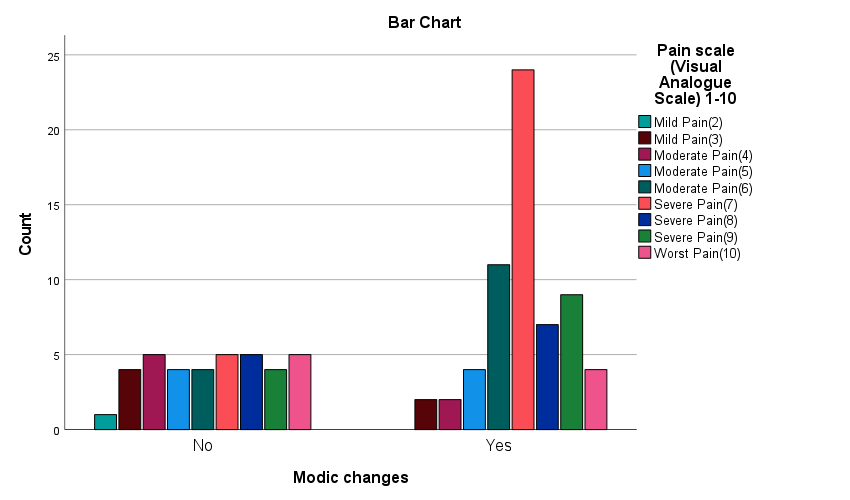 Bar Chart
25
20
15
10
5
0
Count
No
Yes
Modic changes
Pain scale
(Visual
Analogue
Scale) 1-10
Mild Pain(2)
Mild Pain(3)
Moderate Pain(4)
Moderate Pain(5)
Moderate Pain(6)
Severe Pain(7)
Severe Pain(8)
Severe Pain(9)
Worst Pain(10)